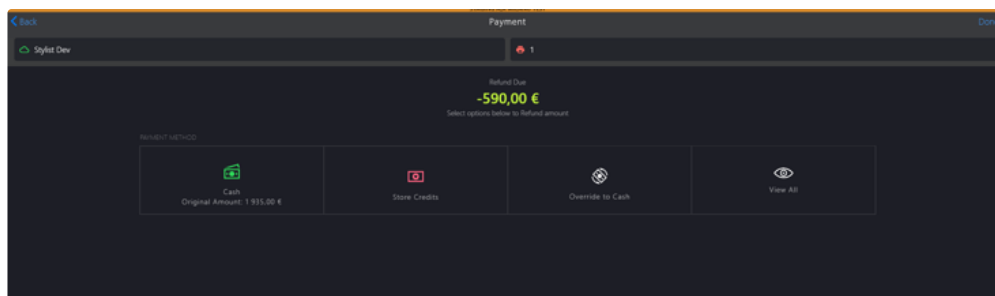 Back
Payment
Don
Stylist Dev
1
Refund Due
-590,00 €
Select options below to Refund amount
PAYMENT METHOD
Cash
Original Amount: 1 935,00 €
Store Credits
Override to Cash
View All